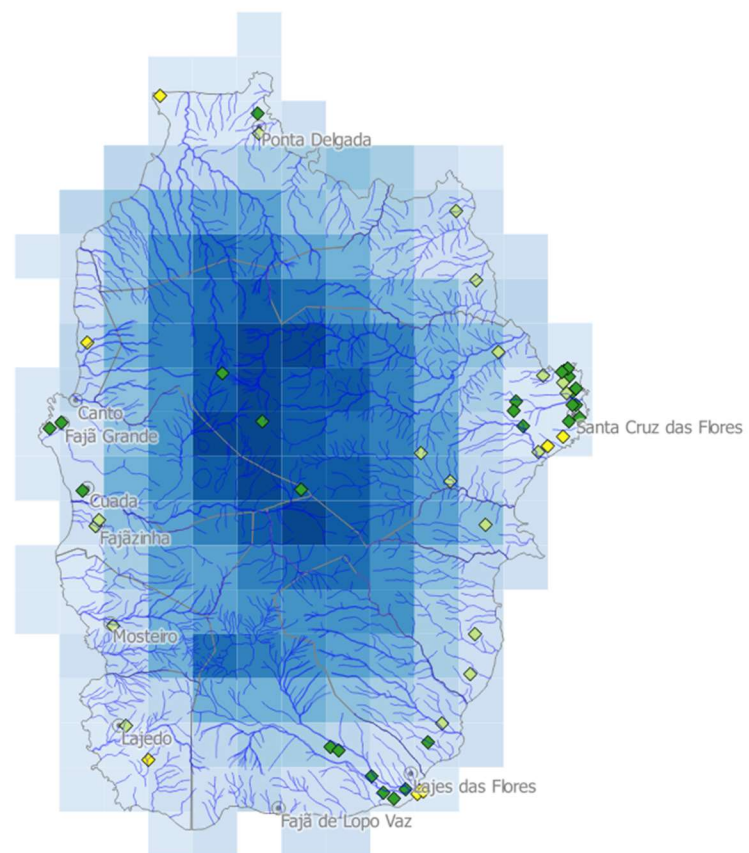 Ponta Delgada
Canto
Fajã Grande
Santa Cruz das Flores
Cuada
Fajãzinha
Mosteiro
Lajedo
Lajes das Flores
Fajã de Lopo Vaz